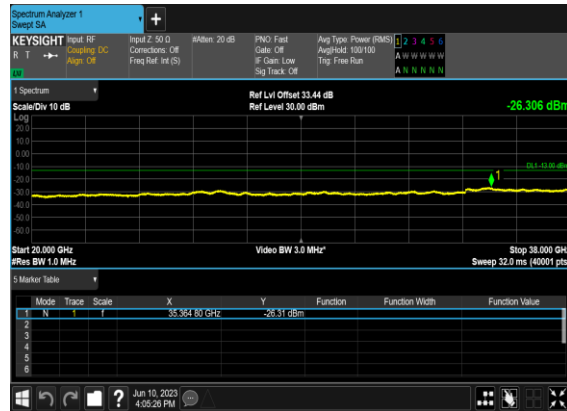 Spectrum Analyzer 1
Swept SA
+
KEYSIGHT Input: RF Input Z: 50 Ω #Atten: 20 dB PNO: Fast Avg Type: Power (RMS) 1 2 3 4 5 6
R T Coupling: DC Corrections: Off Gate: Off Avg|Hold: 100/100 A W W W W W
Align: Off Freq Ref: Int (S) IF Gain: Low Trig: Free Run
Sig Track: Off A N N N N N
1 Spectrum
Ref Lvl Offset 33.44 dB
Scale/Div 10 dB Ref Level 30.00 dBm -26.306 dBm
Log
20.0
10.0
0.00
-10.0 DL1 -13.00 dBm
-20.0 1
-30.0
-40.0
-50.0
-60.0
Start 20.000 GHz Video BW 3.0 MHz* Stop 38.000 GHz
#Res BW 1.0 MHz Sweep 32.0 ms (40001 pts)
5 Marker Table
Mode Trace Scale X Y Function Function Width Function Value
1 N 1 f 35.364 80 GHz -26.31 dBm
2
3
4
5
6
? Jun 10, 2023
4:05:26 PM